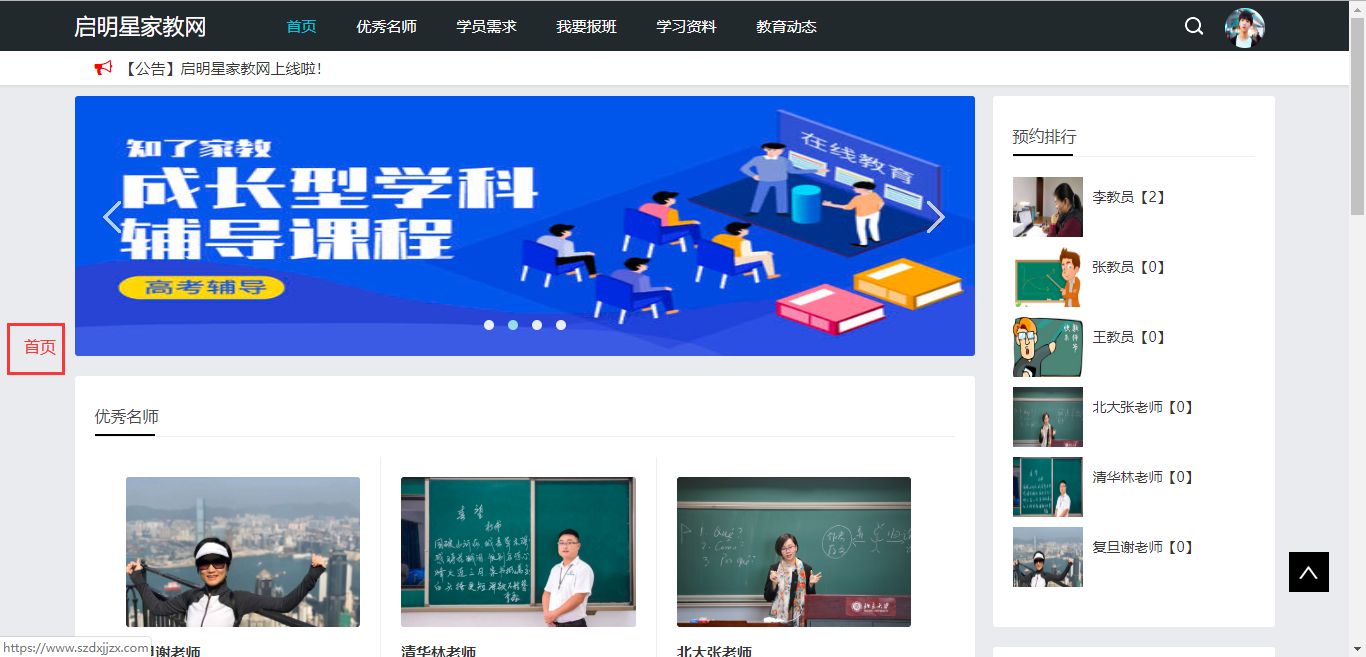 启明星家教网 首页 优秀名师 学员需求 我要报班 学习资料 教育动态
【公告】启明星家教网上线啦！
知了家教
成长型学科
辅导课程
高考辅导
在线教育
预约排行
李教员【2】
张教员【0】
王教员【0】
北大张老师【0】
清华林老师【0】
复旦谢老师【0】
首页
优秀名师
春望
谢老师
清华林老师
北大张老师
https://www.szdxjjzx.com